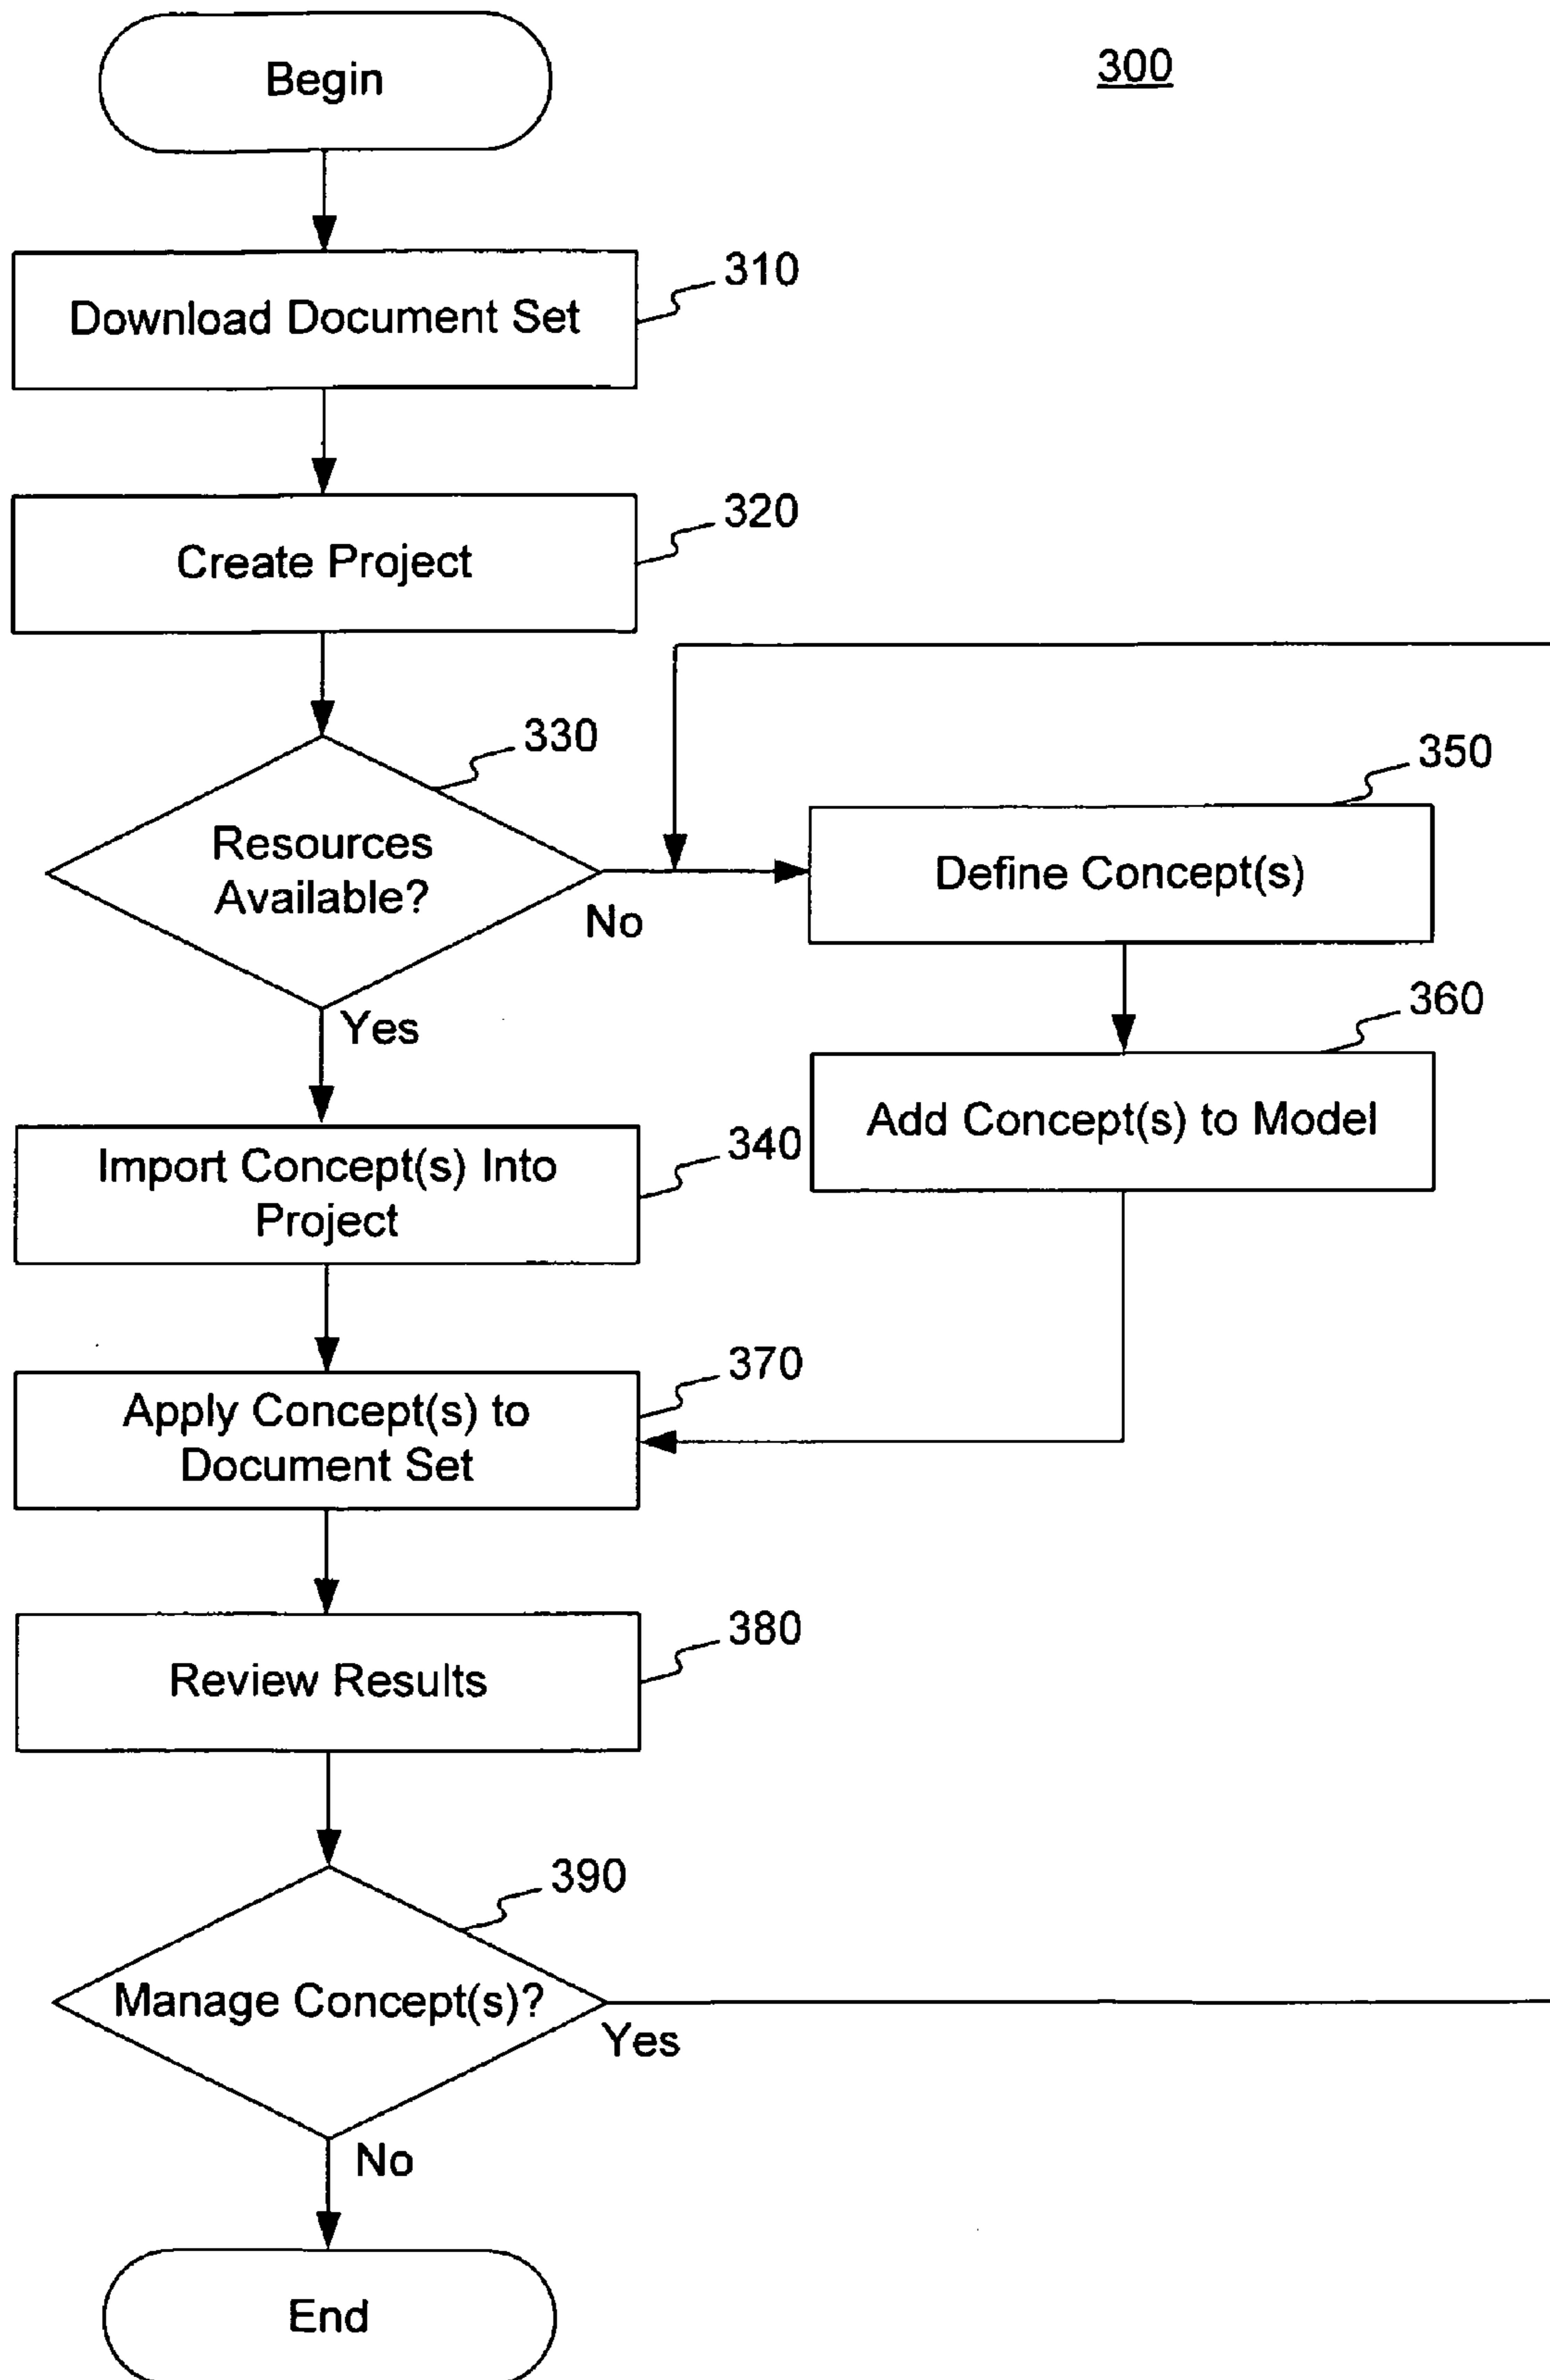 Begin
300
310
Download Document Set
320
Create Project
330
Resources
Available?
No
Yes
350
Define Concept(s)
360
Add Concept(s) to Model
340
Import Concept(s) Into
Project
370
Apply Concept(s) to
Document Set
380
Review Results
390
Manage Concept(s)?
Yes
No
End